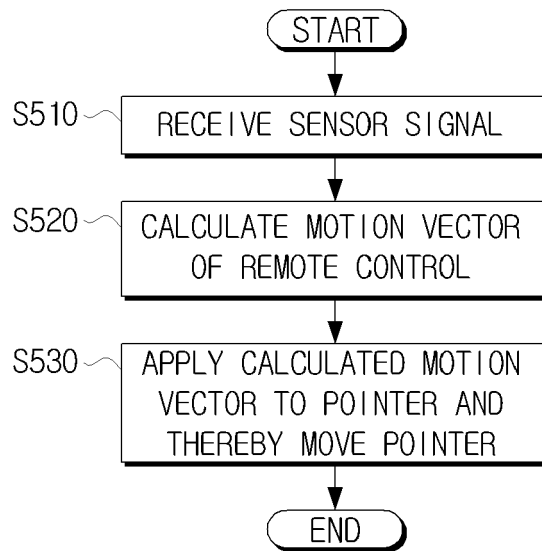 START
S510
RECEIVE SENSOR SIGNAL
S520
CALCULATE MOTION VECTOR
OF REMOTE CONTROL
S530
APPLY CALCULATED MOTION
VECTOR TO POINTER AND
THEREBY MOVE POINTER
END